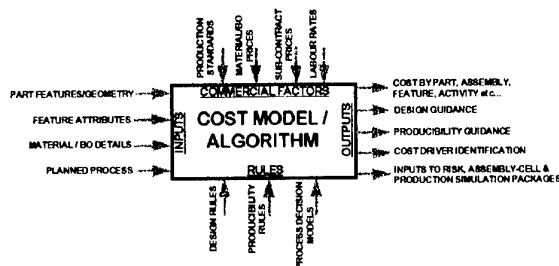 PRODUCTION
STANDARDS
MATERIAL/BO
PRICES
SUB-CONTRACT
PRICES
LABOUR RATES
PART FEATURES/GEOMETRY
FEATURE ATTRIBUTES
MATERIAL / BO DETAILS
PLANNED PROCESS
INPUTS
COMMERCIAL FACTORS
COST MODEL /
ALGORITHM
RULES
OUTPUTS
COST BY PART, ASSEMBLY,
FEATURE, ACTIVITY etc...
DESIGN GUIDANCE
PRODUCIBILITY GUIDANCE
COST DRIVER IDENTIFICATION
INPUTS TO RISK, ASSEMBLY-CELL &
PRODUCTION SIMULATION PACKAGES
DESIGN RULES
PRODUCIBILITY
RULES
PROCESS DECISION
MODELS